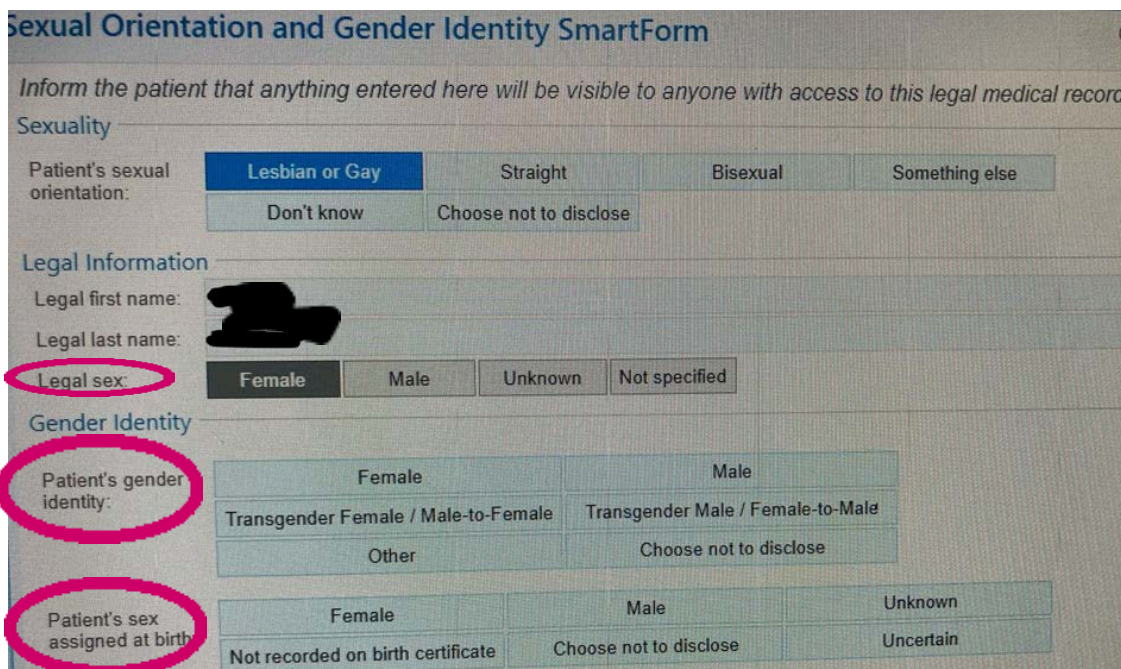 Sexual Orientation and Gender Identity SmartForm
Inform the patient that anything entered here will be visible to anyone with access to this legal medical record
Sexuality
Patient's sexual orientation:
Lesbian or Gay Straight Bisexual Something else
Don't know Choose not to disclose
Legal Information
Legal first name:
Legal last name:
Legal sex: Female Male Unknown Not specified
Gender Identity
Patient's gender identity:
Female Male
Transgender Female / Male-to-Female Transgender Male / Female-to-Male
Other Choose not to disclose
Patient's sex assigned at birth
Female Male Unknown
Not recorded on birth certificate Choose not to disclose Uncertain